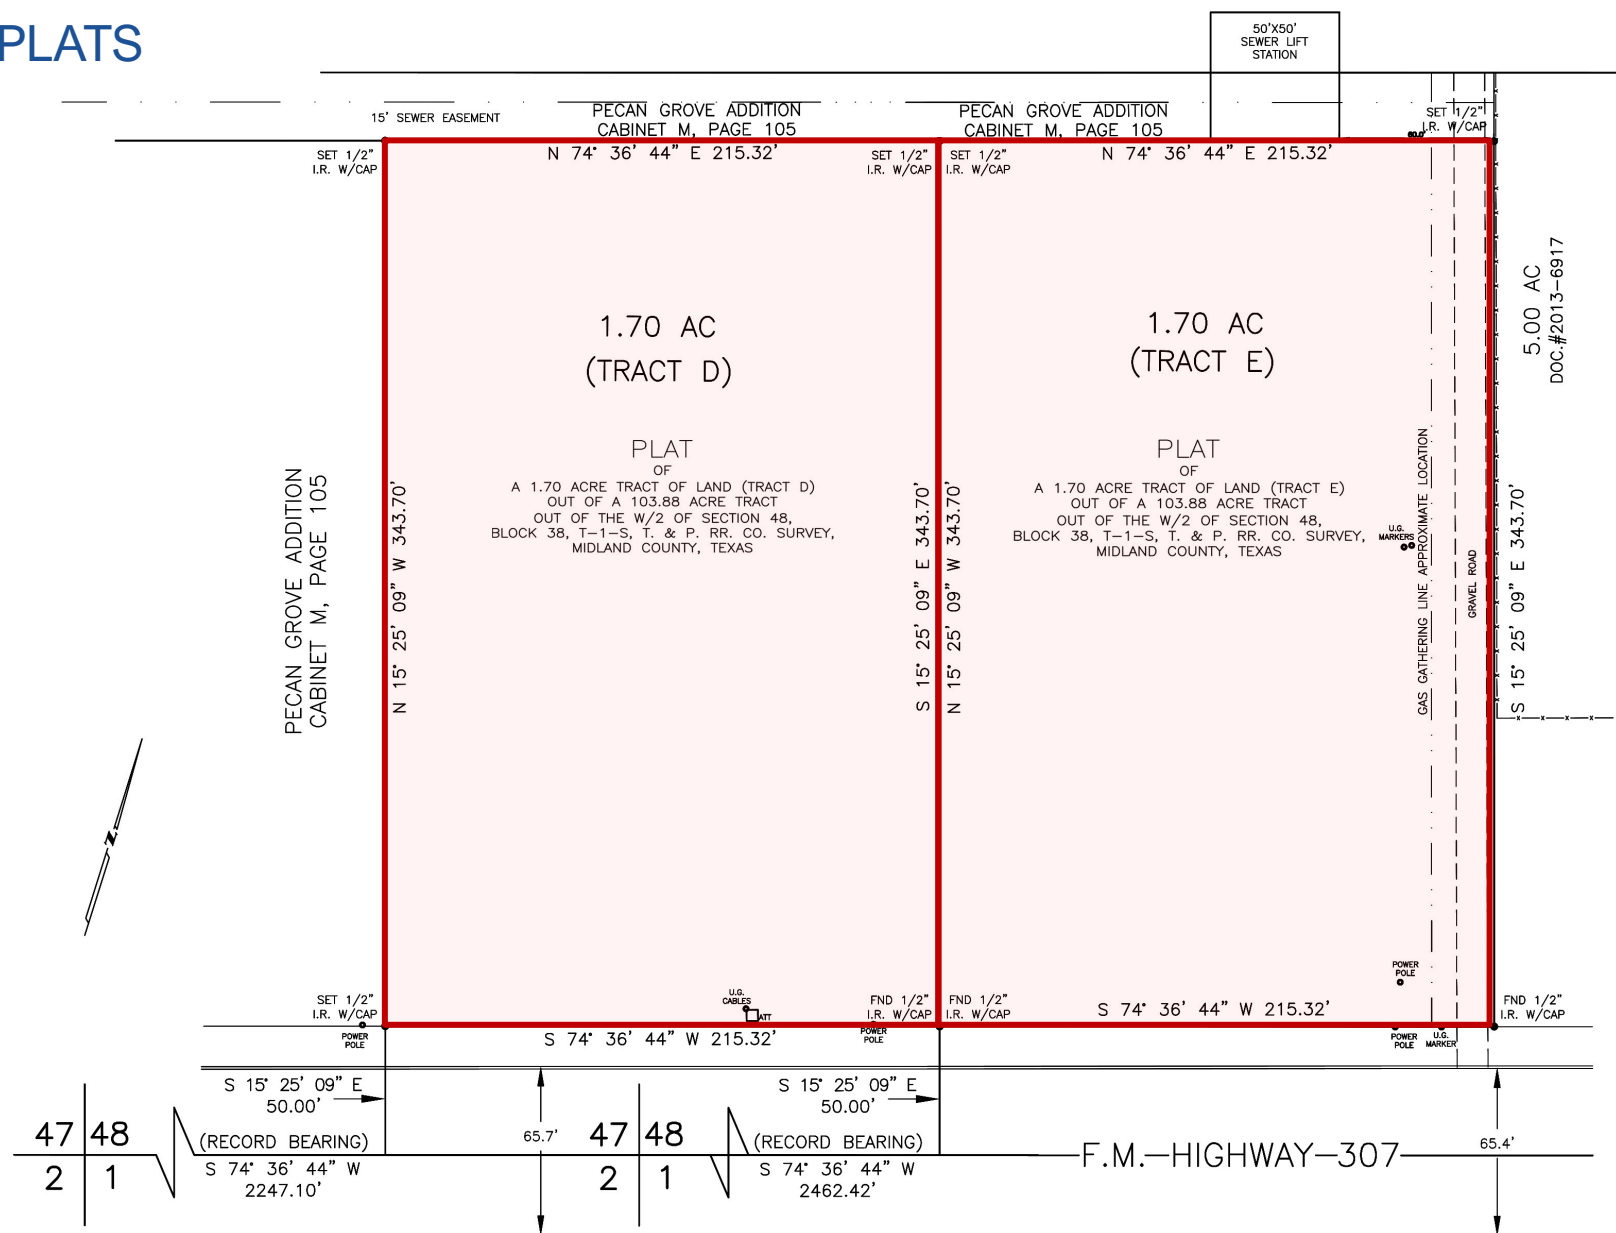 PLATS
50'X50'
SEWER LIFT
STATION
15' SEWER EASEMENT
PECAN GROVE ADDITION
CABINET M, PAGE 105
PECAN GROVE ADDITION
CABINET M, PAGE 105
SET 1/2"
I.R. W/CAP
60.0'
SET 1/2"
I.R. W/CAP
N 74° 36' 44" E 215.32'
SET 1/2"
I.R. W/CAP
SET 1/2"
I.R. W/CAP
N 74° 36' 44" E 215.32'
1.70 AC
(TRACT D)
1.70 AC
(TRACT E)
5.00 AC
DOC.#2013-6917
PLAT
OF
A 1.70 ACRE TRACT OF LAND (TRACT D)
OUT OF A 103.88 ACRE TRACT
OUT OF THE W/2 OF SECTION 48,
BLOCK 38, T-1-S, T. & P. RR. CO. SURVEY,
MIDLAND COUNTY, TEXAS
PLAT
OF
A 1.70 ACRE TRACT OF LAND (TRACT E)
OUT OF A 103.88 ACRE TRACT
OUT OF THE W/2 OF SECTION 48,
BLOCK 38, T-1-S, T. & P. RR. CO. SURVEY,
MIDLAND COUNTY, TEXAS
PECAN GROVE ADDITION
CABINET M, PAGE 105
N 15° 25' 09" W 343.70'
S 15° 25' 09" E 343.70'
N 15° 25' 09" W 343.70'
U.G.
MARKERS
GAS GATHERING LINE APPROXIMATE LOCATION
GRAVEL ROAD
S 15° 25' 09" E 343.70'
N
SET 1/2"
I.R. W/CAP
POWER
POLE
U.G.
CABLES
ATT
FND 1/2"
I.R. W/CAP
POWER
POLE
FND 1/2"
I.R. W/CAP
POWER
POLE
FND 1/2"
I.R. W/CAP
S 74° 36' 44" W 215.32'
S 74° 36' 44" W 215.32'
POWER
POLE
U.G.
MARKER
S 15° 25' 09" E
50.00'
S 15° 25' 09" E
50.00'
47 48
2 1
(RECORD BEARING)
S 74° 36' 44" W
2247.10'
65.7'
47 48
2 1
(RECORD BEARING)
S 74° 36' 44" W
2462.42'
F.M. HIGHWAY 307
65.4'